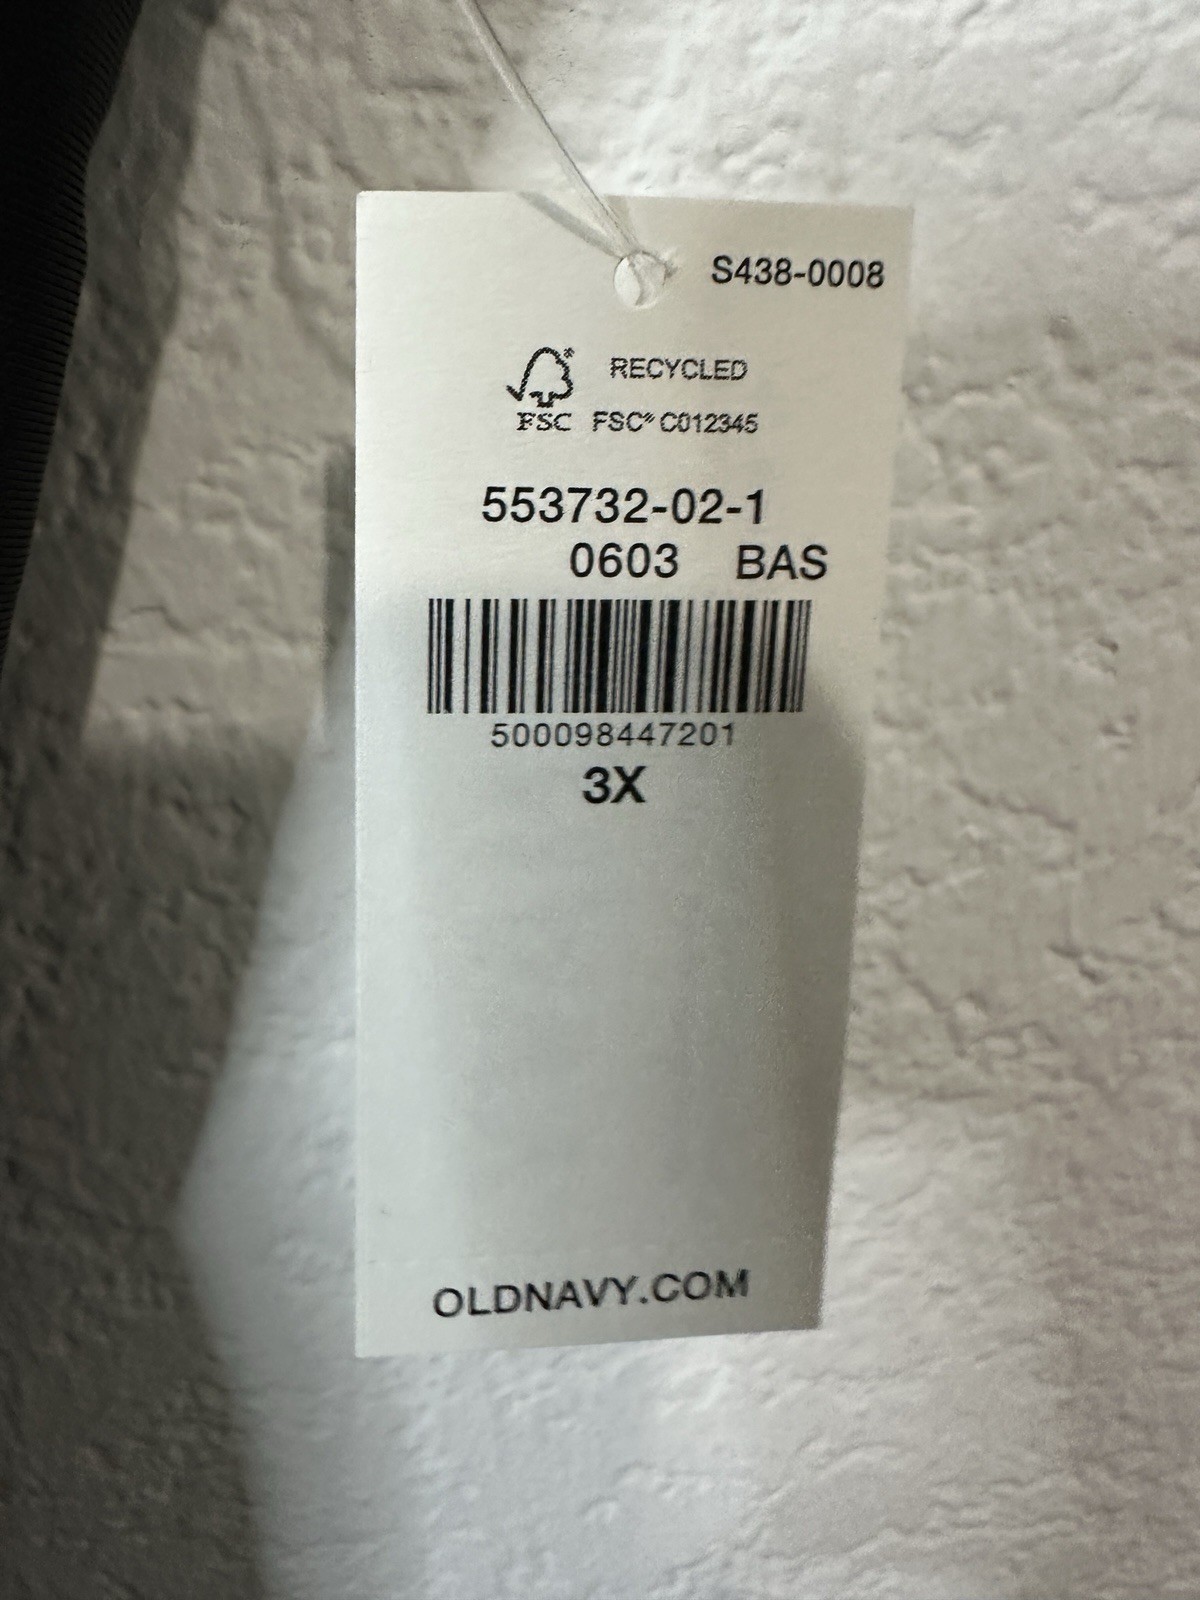 S438-0008
RECYCLED
FSC FSC® C012345
553732-02-1
0603 BAS
500098447201
3X
OLDNAVY.COM